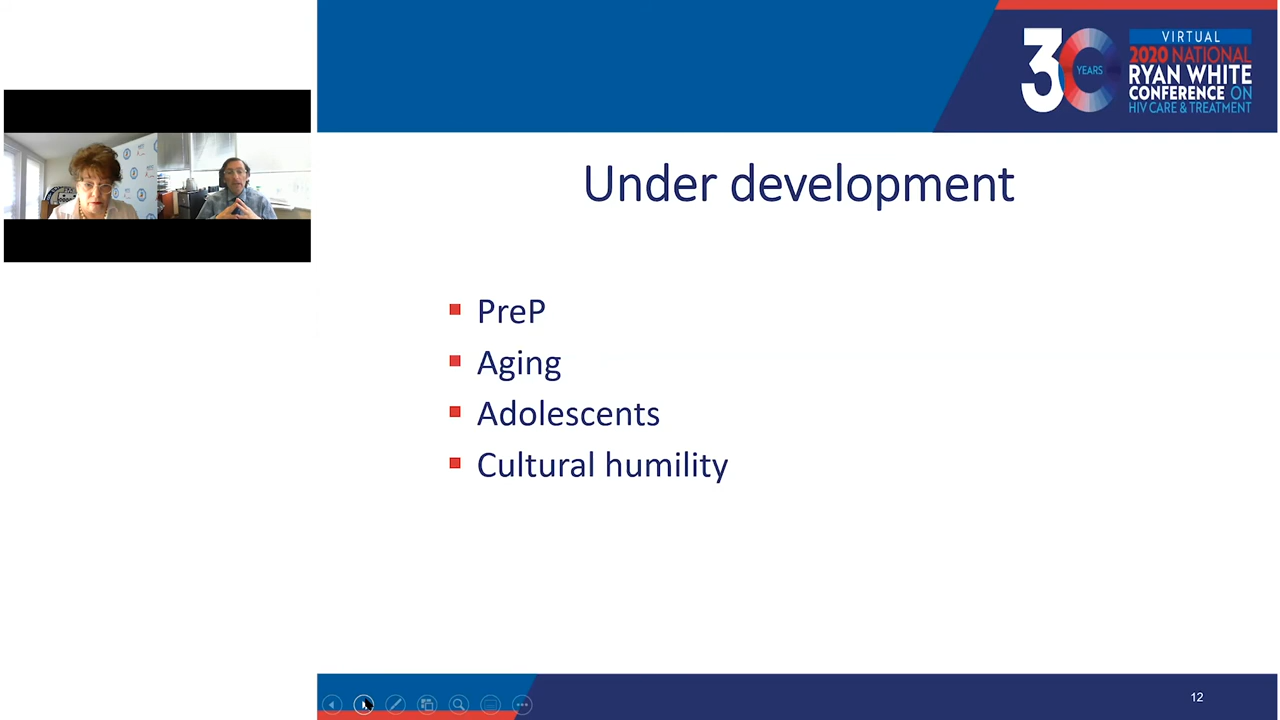 30 YEARS
VIRTUAL
2020 NATIONAL
RYAN WHITE
CONFERENCE ON
HIV CARE & TREATMENT
Under development
PreP
Aging
Adolescents
Cultural humility
12